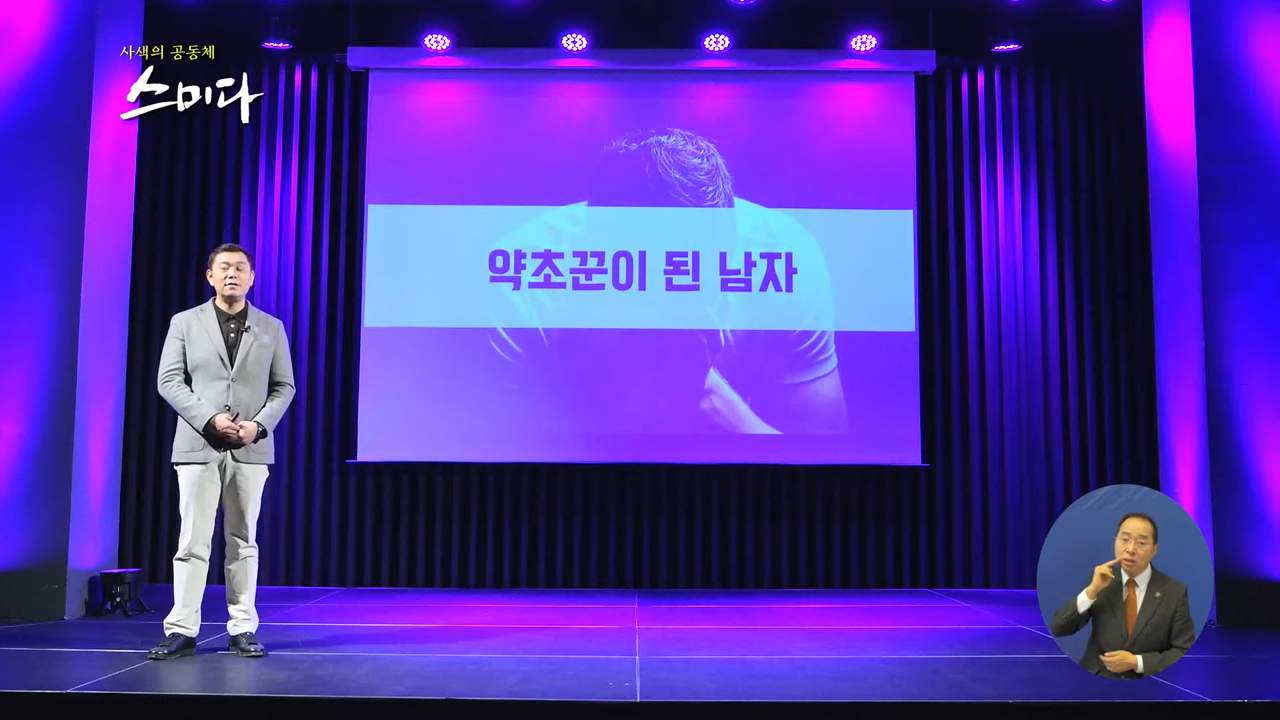 사색의 공동체
스미다
약초꾼이 된 남자